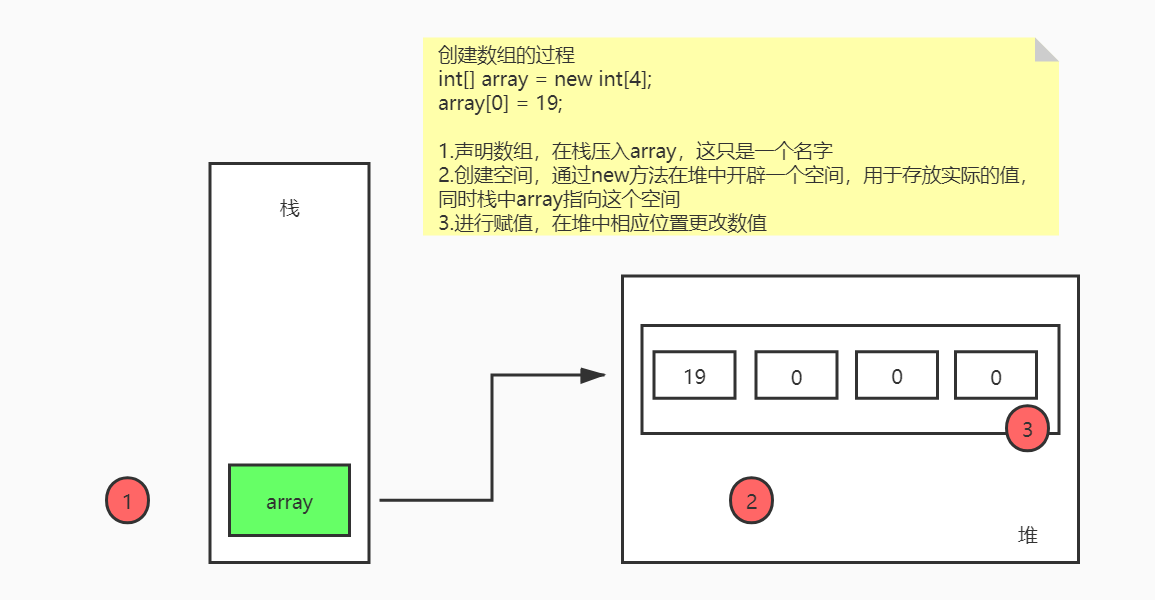 创建数组的过程
int[] array = new int[4];
array[0] = 19;
1.声明数组，在栈压入array，这只是一个名字
2.创建空间，通过new方法在堆中开辟一个空间，用于存放实际的值，
同时栈中array指向这个空间
3.进行赋值，在堆中相应位置更改数值
栈
19
0
0
0
3
1
array
2
堆